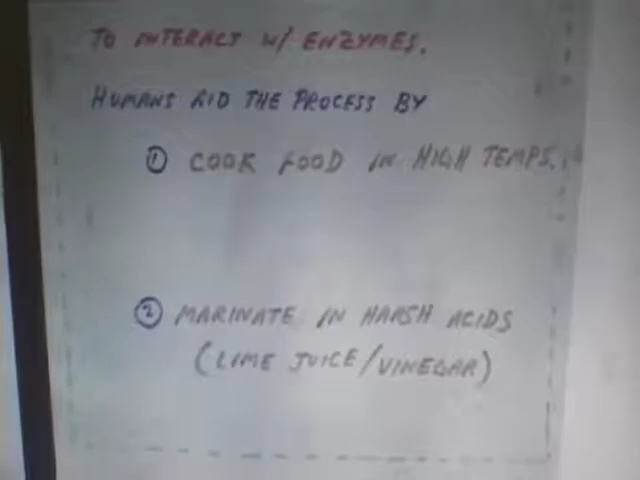 TO INTERACT W/ ENZYMES.
HUMANS AID THE PROCESS BY
① COOK FOOD IN HIGH TEMPS.
② MARINATE IN HARSH ACIDS
(LIME JUICE/VINEGAR)